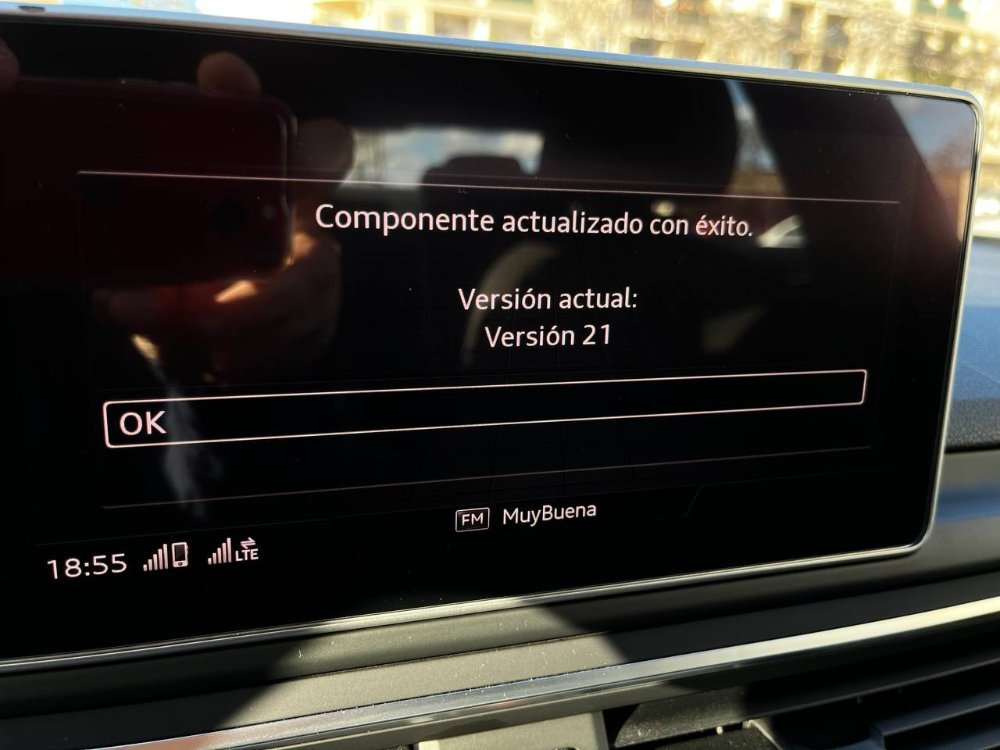 Componente actualizado con éxito.
Versión actual:
Versión 21
OK
FM MuyBuena
18:55 LTE